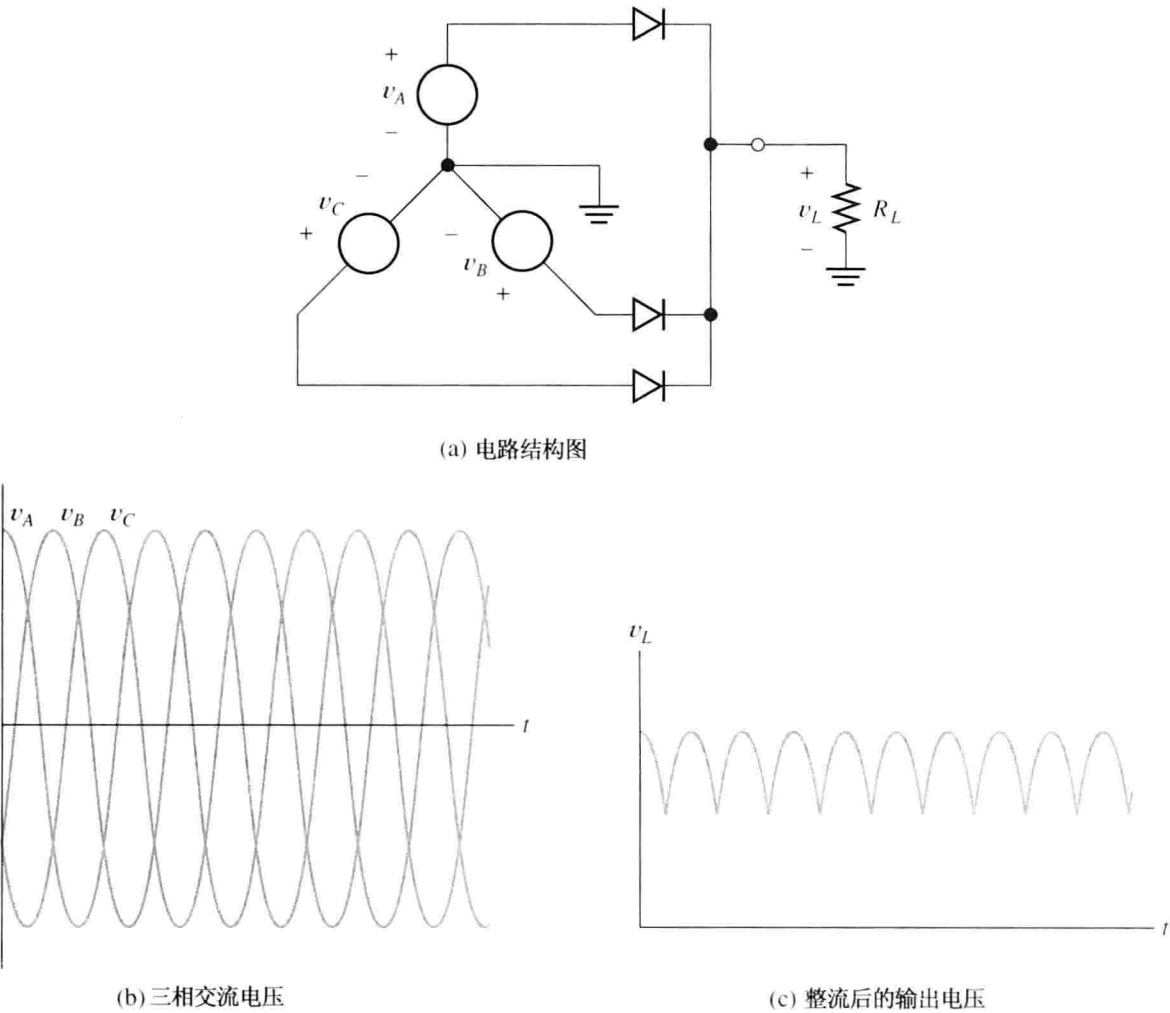 +
v_A
−
−
v_C
+
−
v_B
+
+
v_L
−
R_L
(a) 电路结构图
v_A v_B v_C
t
(b) 三相交流电压
v_L
t
(c) 整流后的输出电压